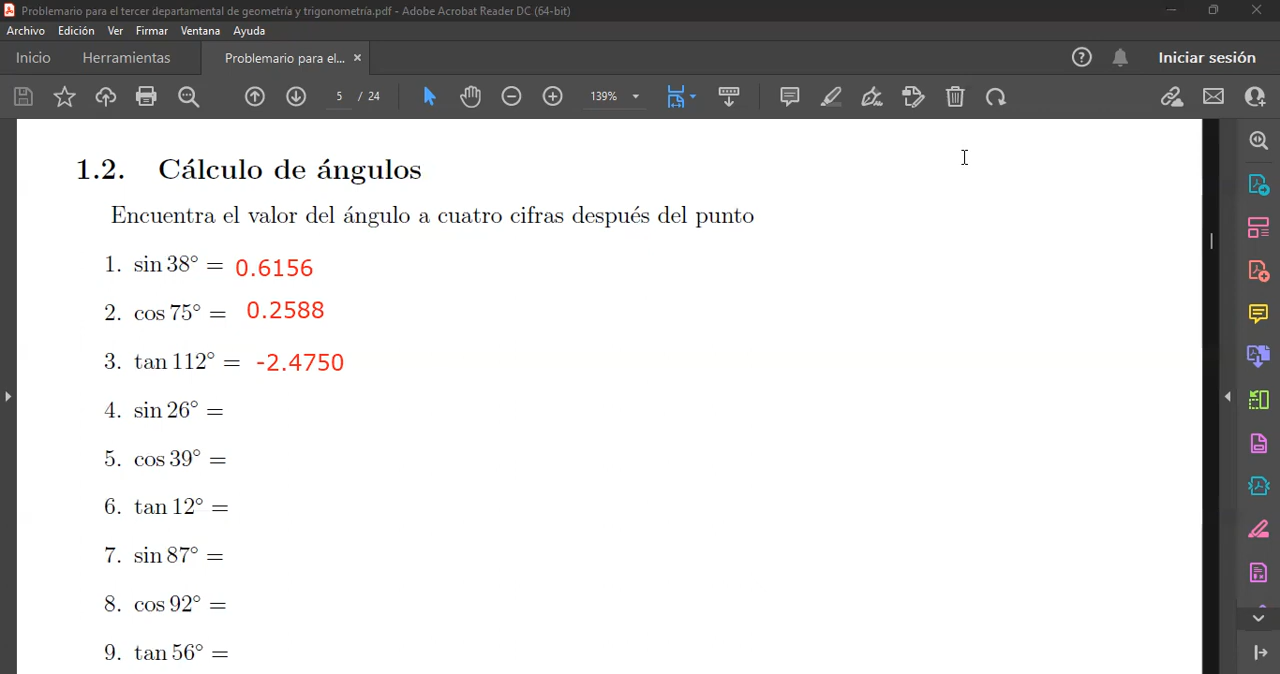 Problemario para el tercer departamental de geometría y trigonometría.pdf - Adobe Acrobat Reader DC (64-bit)
Archivo Edición Ver Firmar Ventana Ayuda
Inicio Herramientas Problemario para el... × Iniciar sesión
5 / 24 139%
1.2. Cálculo de ángulos
Encuentra el valor del ángulo a cuatro cifras después del punto
1. sin 38° = 0.6156
2. cos 75° = 0.2588
3. tan 112° = -2.4750
4. sin 26° =
5. cos 39° =
6. tan 12° =
7. sin 87° =
8. cos 92° =
9. tan 56° =